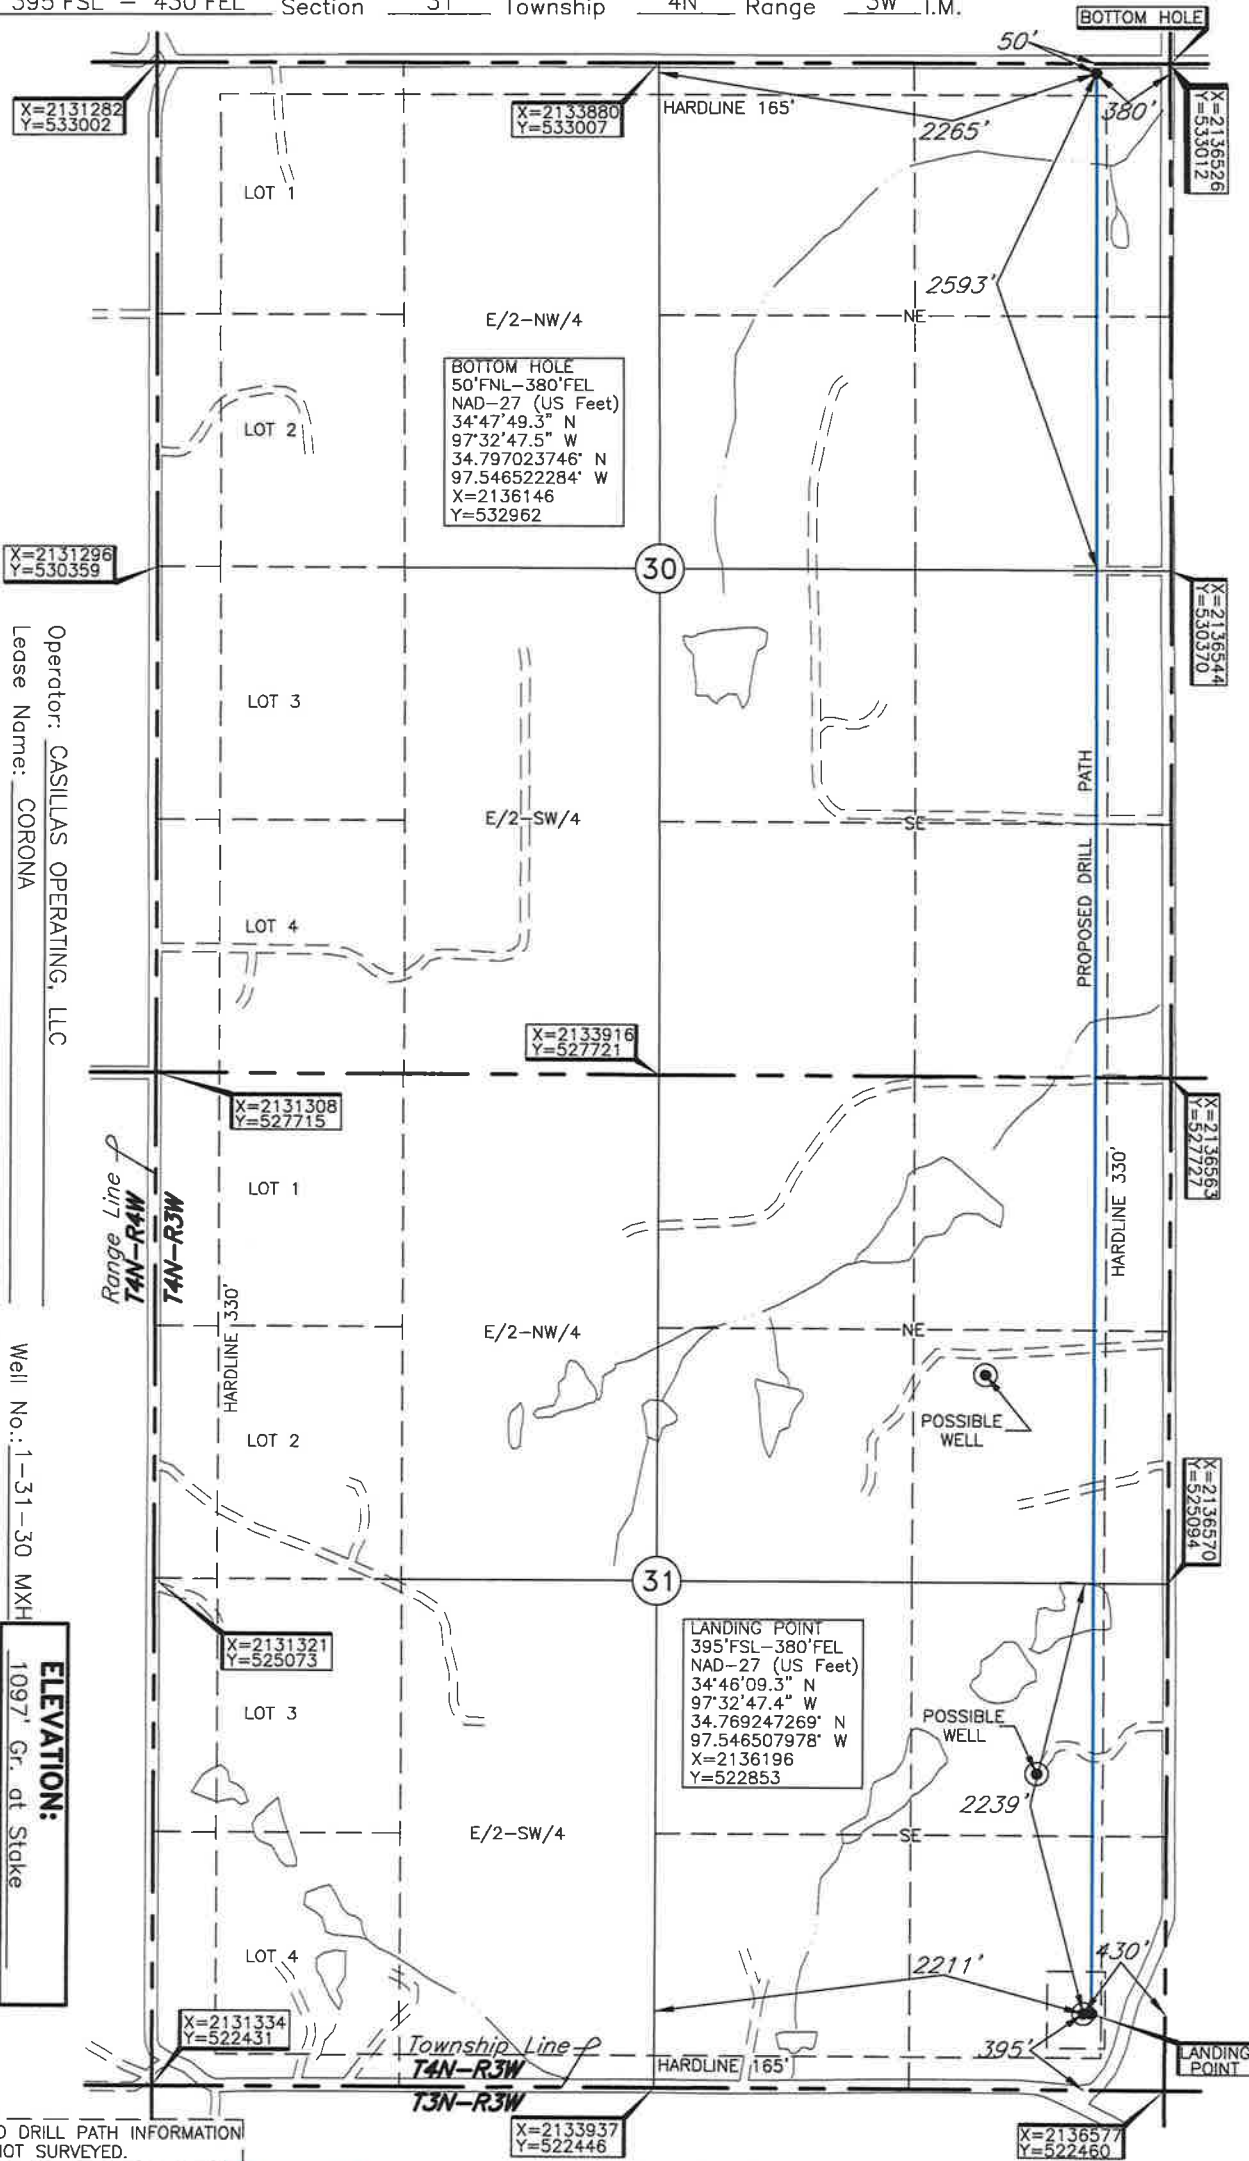 395'FSL – 430'FEL Section 31 Township 4N Range 3W I.M.
BOTTOM HOLE
50'
X=2131282
Y=533002
X=2133880
Y=533007
HARDLINE 165'
2265'
380'
X=2136526
Y=533012
LOT 1
2593'
E/2-NW/4
NE
BOTTOM HOLE
50'FNL-380'FEL
NAD-27 (US Feet)
34°47'49.3" N
97°32'47.5" W
34.797023746° N
97.546522284° W
X=2136146
Y=532962
LOT 2
X=2131296
Y=530359
30
X=2136544
Y=530370
Operator: CASILLAS OPERATING, LLC
Lease Name: CORONA
LOT 3
PROPOSED DRILL PATH
E/2-SW/4
SE
LOT 4
X=2133916
Y=527721
X=2131308
Y=527715
X=2136563
Y=527727
Range Line
T4N-R4W
T4N-R3W
LOT 1
HARDLINE 330'
HARDLINE 330'
E/2-NW/4
NE
Well No.: 1-31-30 MXH
POSSIBLE
WELL
LOT 2
X=2136570
Y=525094
31
X=2131321
Y=525073
LANDING POINT
395'FSL-380'FEL
NAD-27 (US Feet)
34°46'09.3" N
97°32'47.4" W
34.769247269° N
97.546507978° W
X=2136196
Y=522853
ELEVATION:
1097' Gr. at Stake
LOT 3
POSSIBLE
WELL
2239'
E/2-SW/4
SE
LOT 4
2211'
430'
X=2131334
Y=522431
Township Line
T4N-R3W
T3N-R3W
HARDLINE 165'
395'
LANDING
POINT
X=2133937
Y=522446
X=2136577
Y=522460
DRILL PATH INFORMATION
NOT SURVEYED.